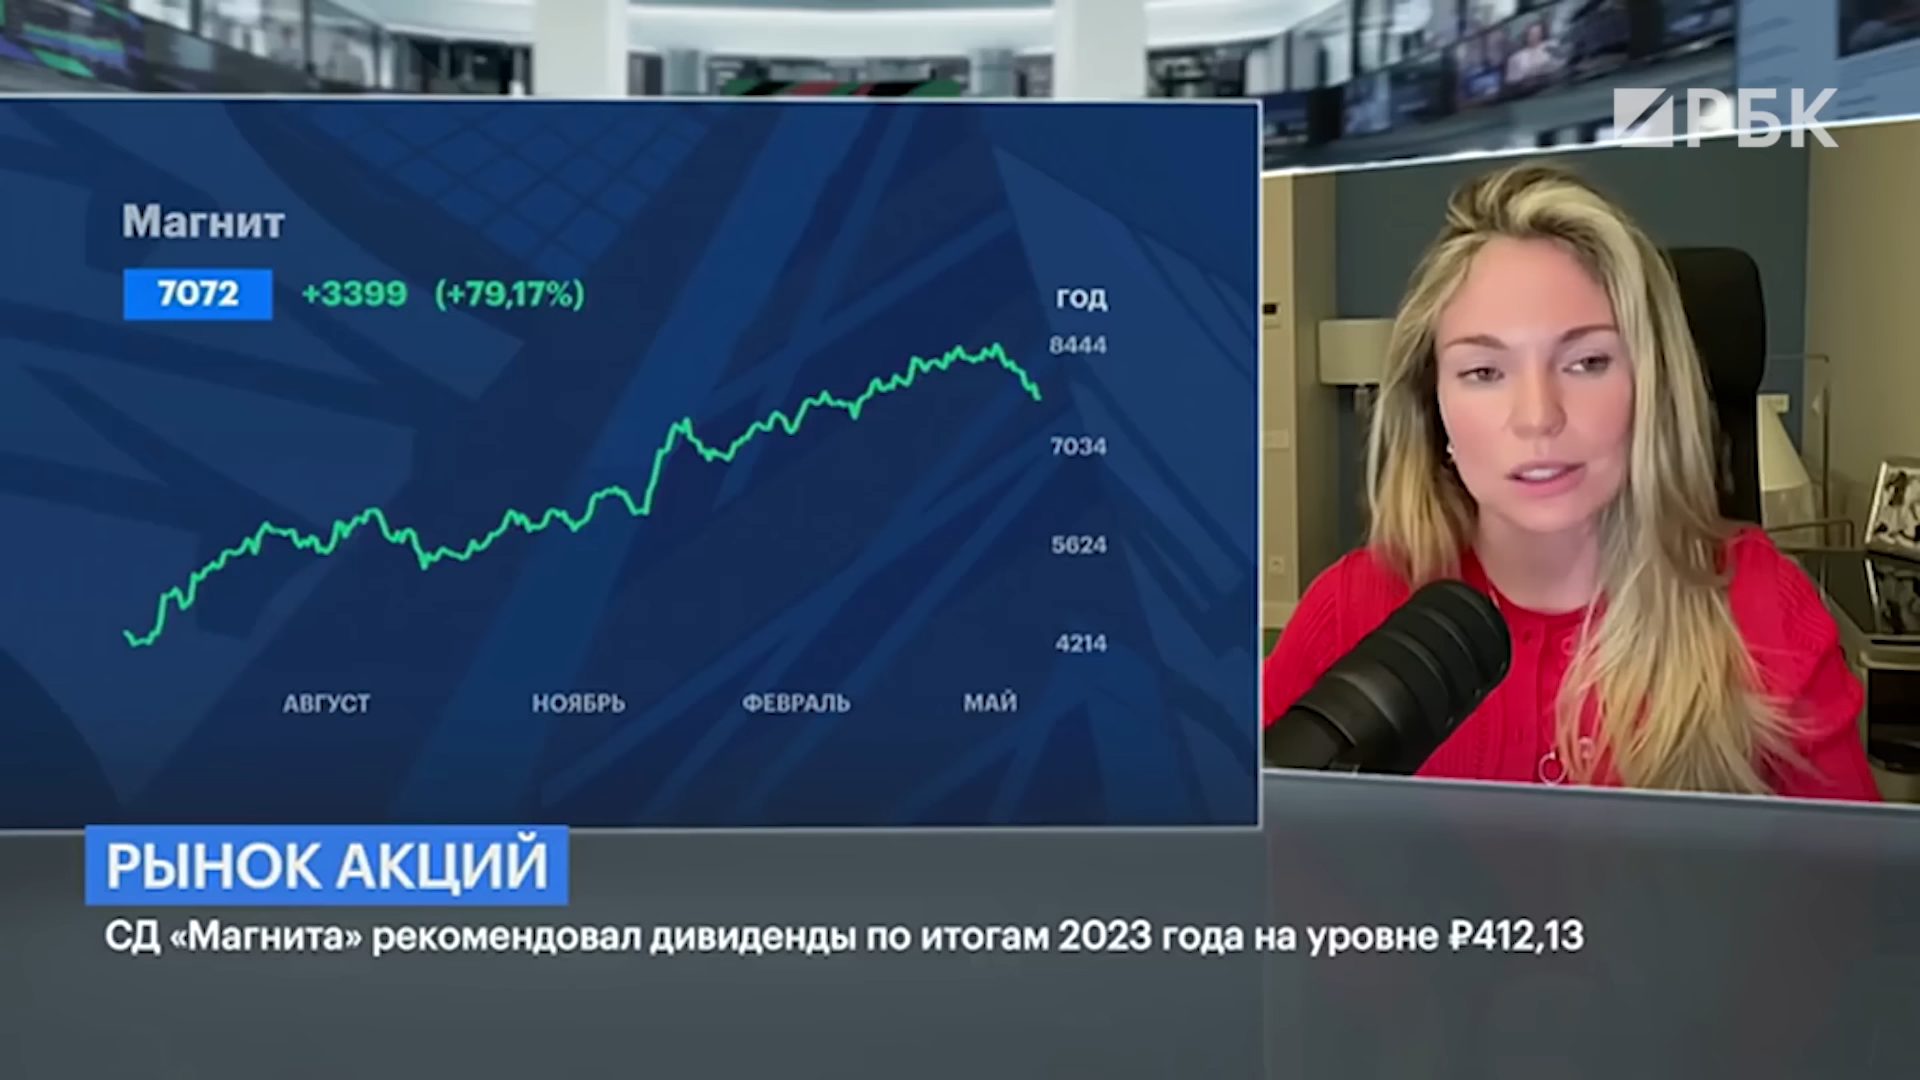 РБК
Магнит
7072 +3399 (+79,17%)
ГОД
8444
7034
5624
4214
АВГУСТ НОЯБРЬ ФЕВРАЛЬ МАЙ
РЫНОК АКЦИЙ
СД «Магнита» рекомендовал дивиденды по итогам 2023 года на уровне ₽412,13